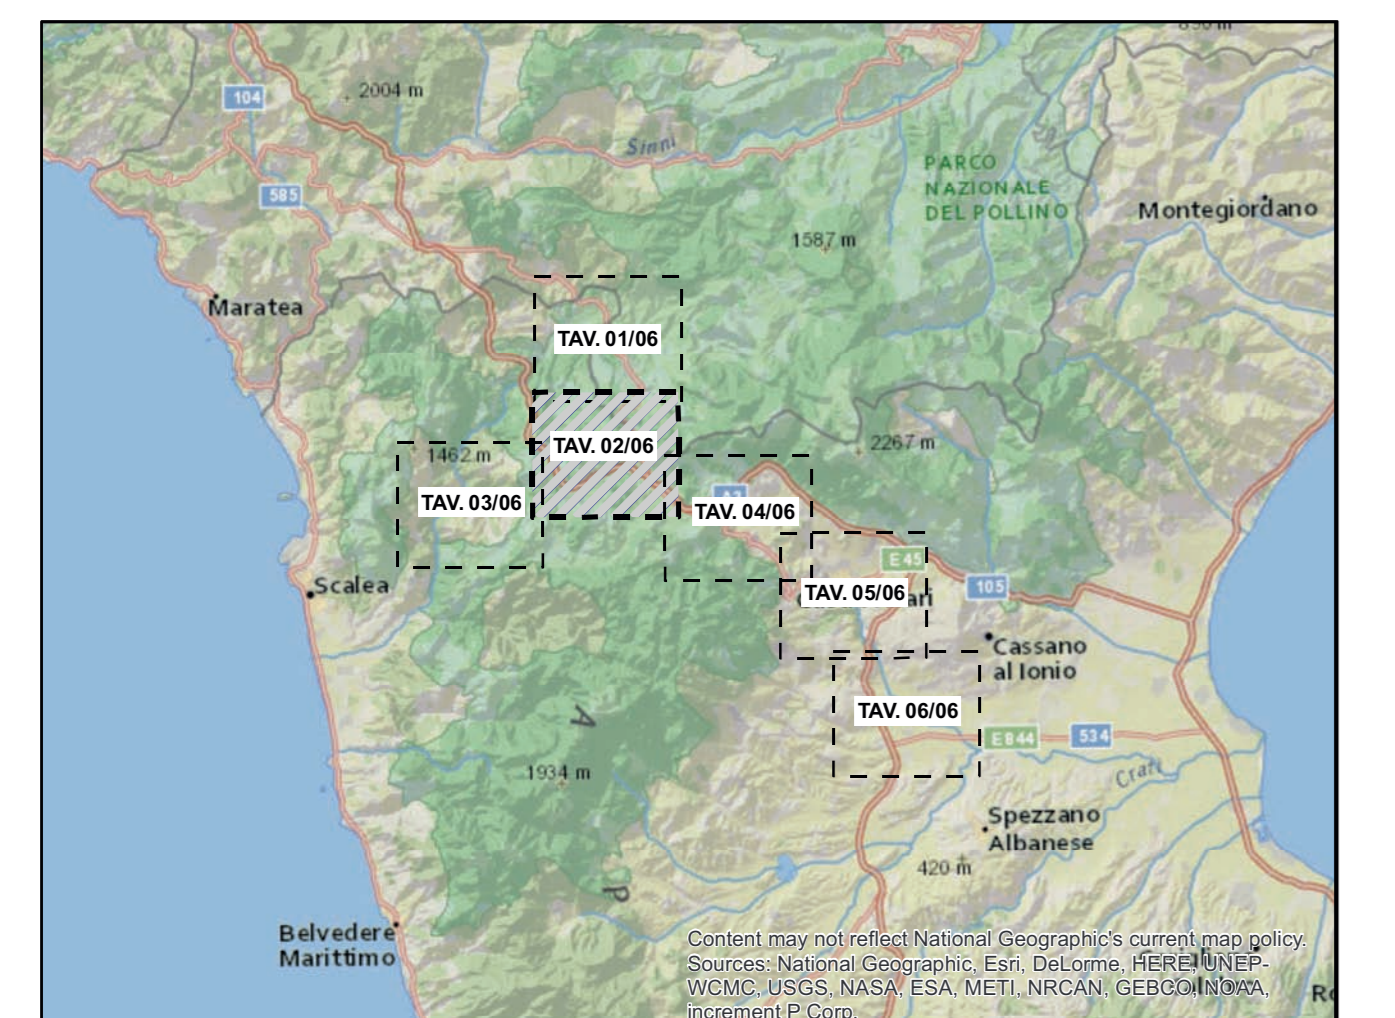 890 m
104
2004 m
Sinni
PARCO
NAZIONALE
DEL POLLINO
585
Montegiordano
1587 m
Maratea
TAV. 01/06
TAV. 02/06
2267 m
1462 m
TAV. 03/06
A3
TAV. 04/06
E45
Scalea
TAV. 05/06
105
Cassano
al Ionio
TAV. 06/06
E844
534
A
1934 m
Crati
Spezzano
Albanese
420 m
P
Belvedere
Marittimo
Content may not reflect National Geographic's current map policy.
Sources: National Geographic, Esri, DeLorme, HERE, UNEP-
WCMC, USGS, NASA, ESA, METI, NRCAN, GEBCO, NOAA,
increment P Corp.